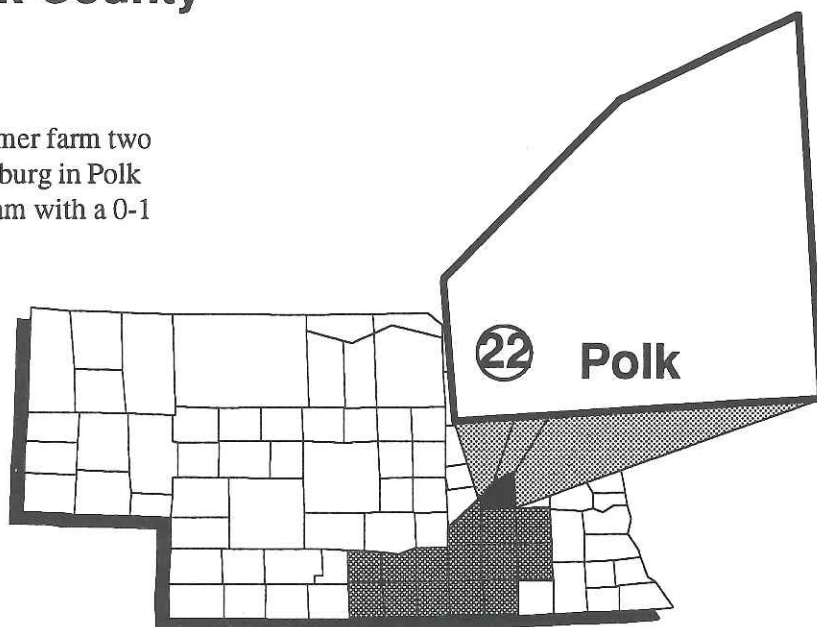 k County
mer farm two
burg in Polk
am with a 0-1
22 Polk